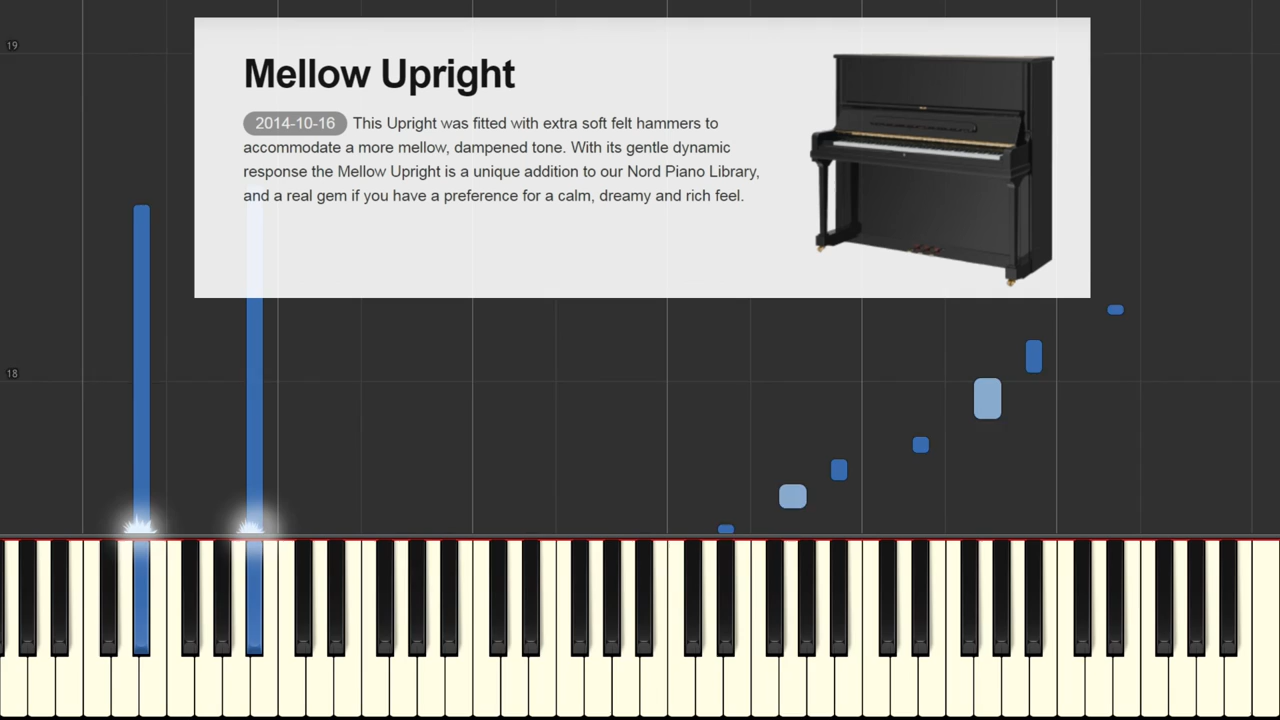 19
Mellow Upright
2014-10-16 This Upright was fitted with extra soft felt hammers to
accommodate a more mellow, dampened tone. With its gentle dynamic
response the Mellow Upright is a unique addition to our Nord Piano Library,
and a real gem if you have a preference for a calm, dreamy and rich feel.
18